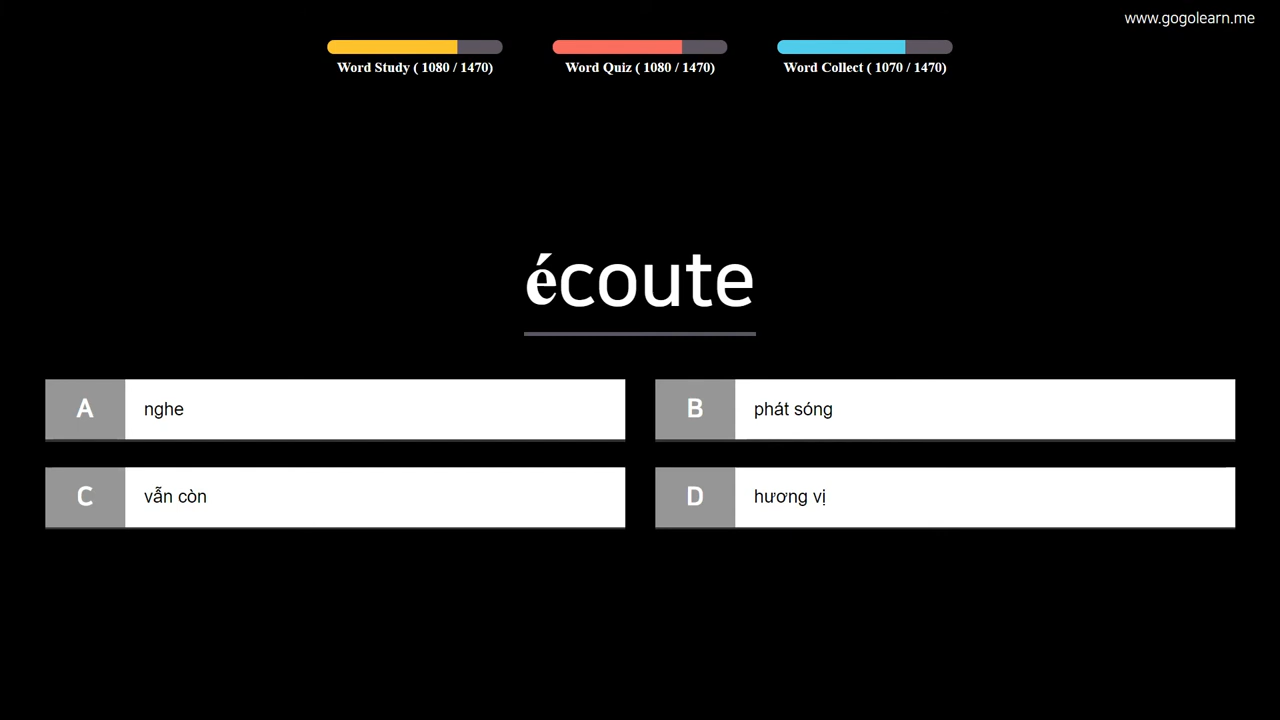 www.gogolearn.me
Word Study ( 1080 / 1470)
Word Quiz ( 1080 / 1470)
Word Collect ( 1070 / 1470)
écoute
A nghe
B phát sóng
C vẫn còn
D hương vị